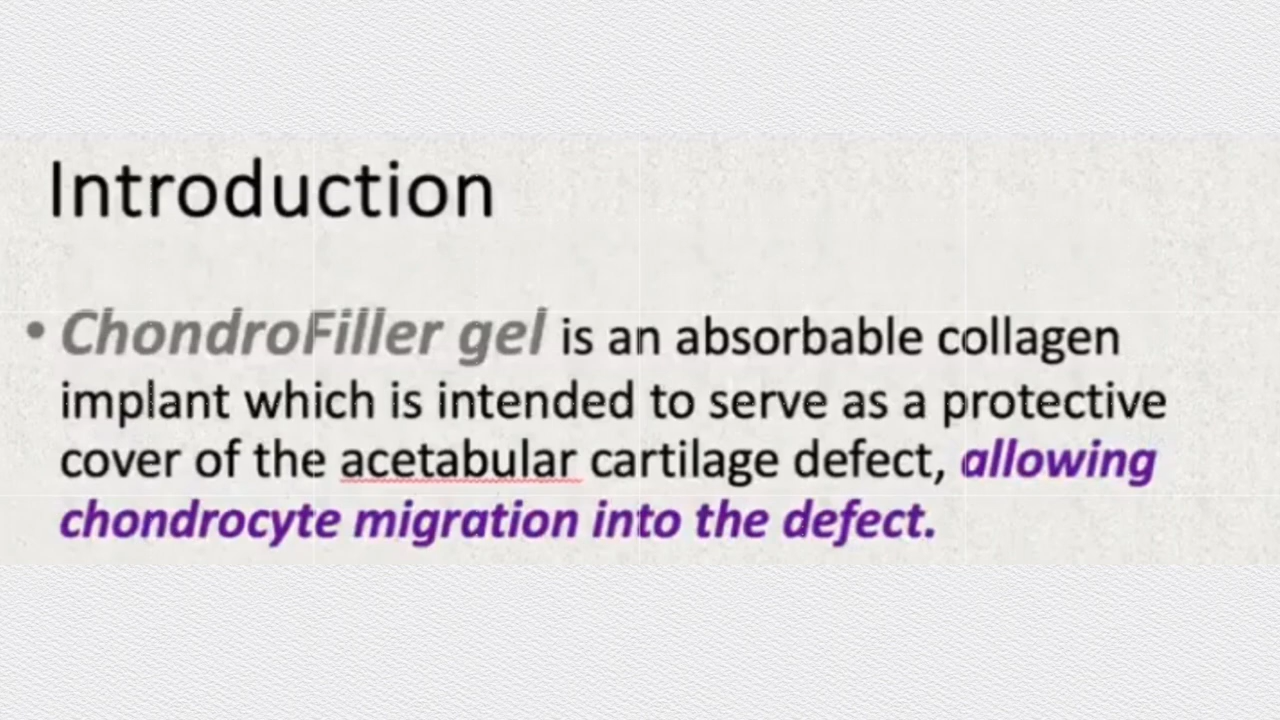 Introduction
• ChondroFiller gel is an absorbable collagen
implant which is intended to serve as a protective
cover of the acetabular cartilage defect, allowing
chondrocyte migration into the defect.